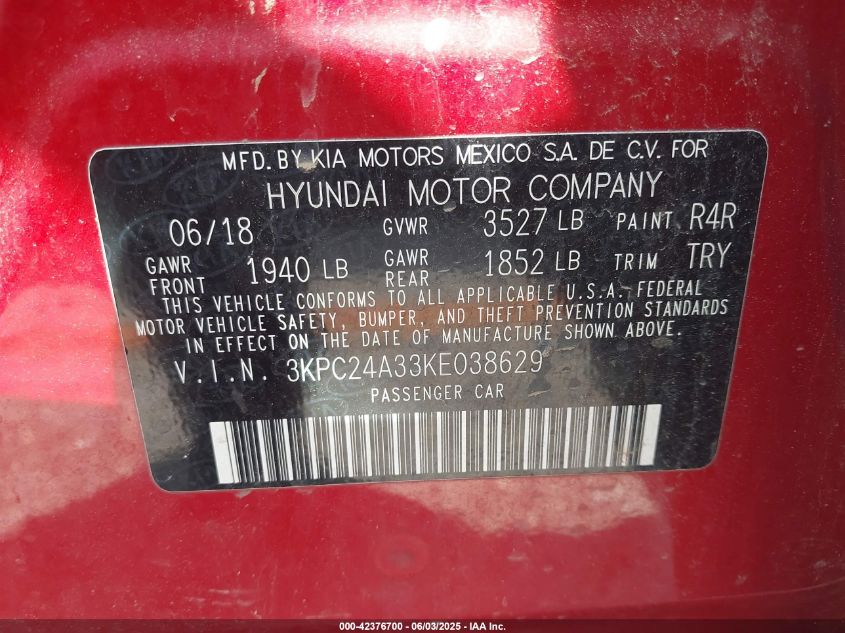 MFD. BY KIA MOTORS MEXICO S.A. DE C.V. FOR
HYUNDAI MOTOR COMPANY
06/18 GVWR 3527 LB PAINT R4R
GAWR FRONT 1940 LB GAWR REAR 1852 LB TRIM TRY
THIS VEHICLE CONFORMS TO ALL APPLICABLE U.S.A. FEDERAL
MOTOR VEHICLE SAFETY, BUMPER, AND THEFT PREVENTION STANDARDS
IN EFFECT ON THE DATE OF MANUFACTURE SHOWN ABOVE.
V.I.N. 3KPC24A33KE038629
PASSENGER CAR
000-42376700 - 06/03/2025 - IAA Inc.